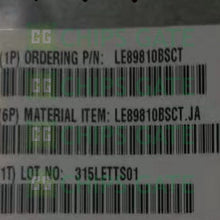 (1P) ORDERING P/N: LE89810BSCT
6P) MATERIAL ITEM: LE89810BSCT.JA
1T) LOT NO: 315LETTS01